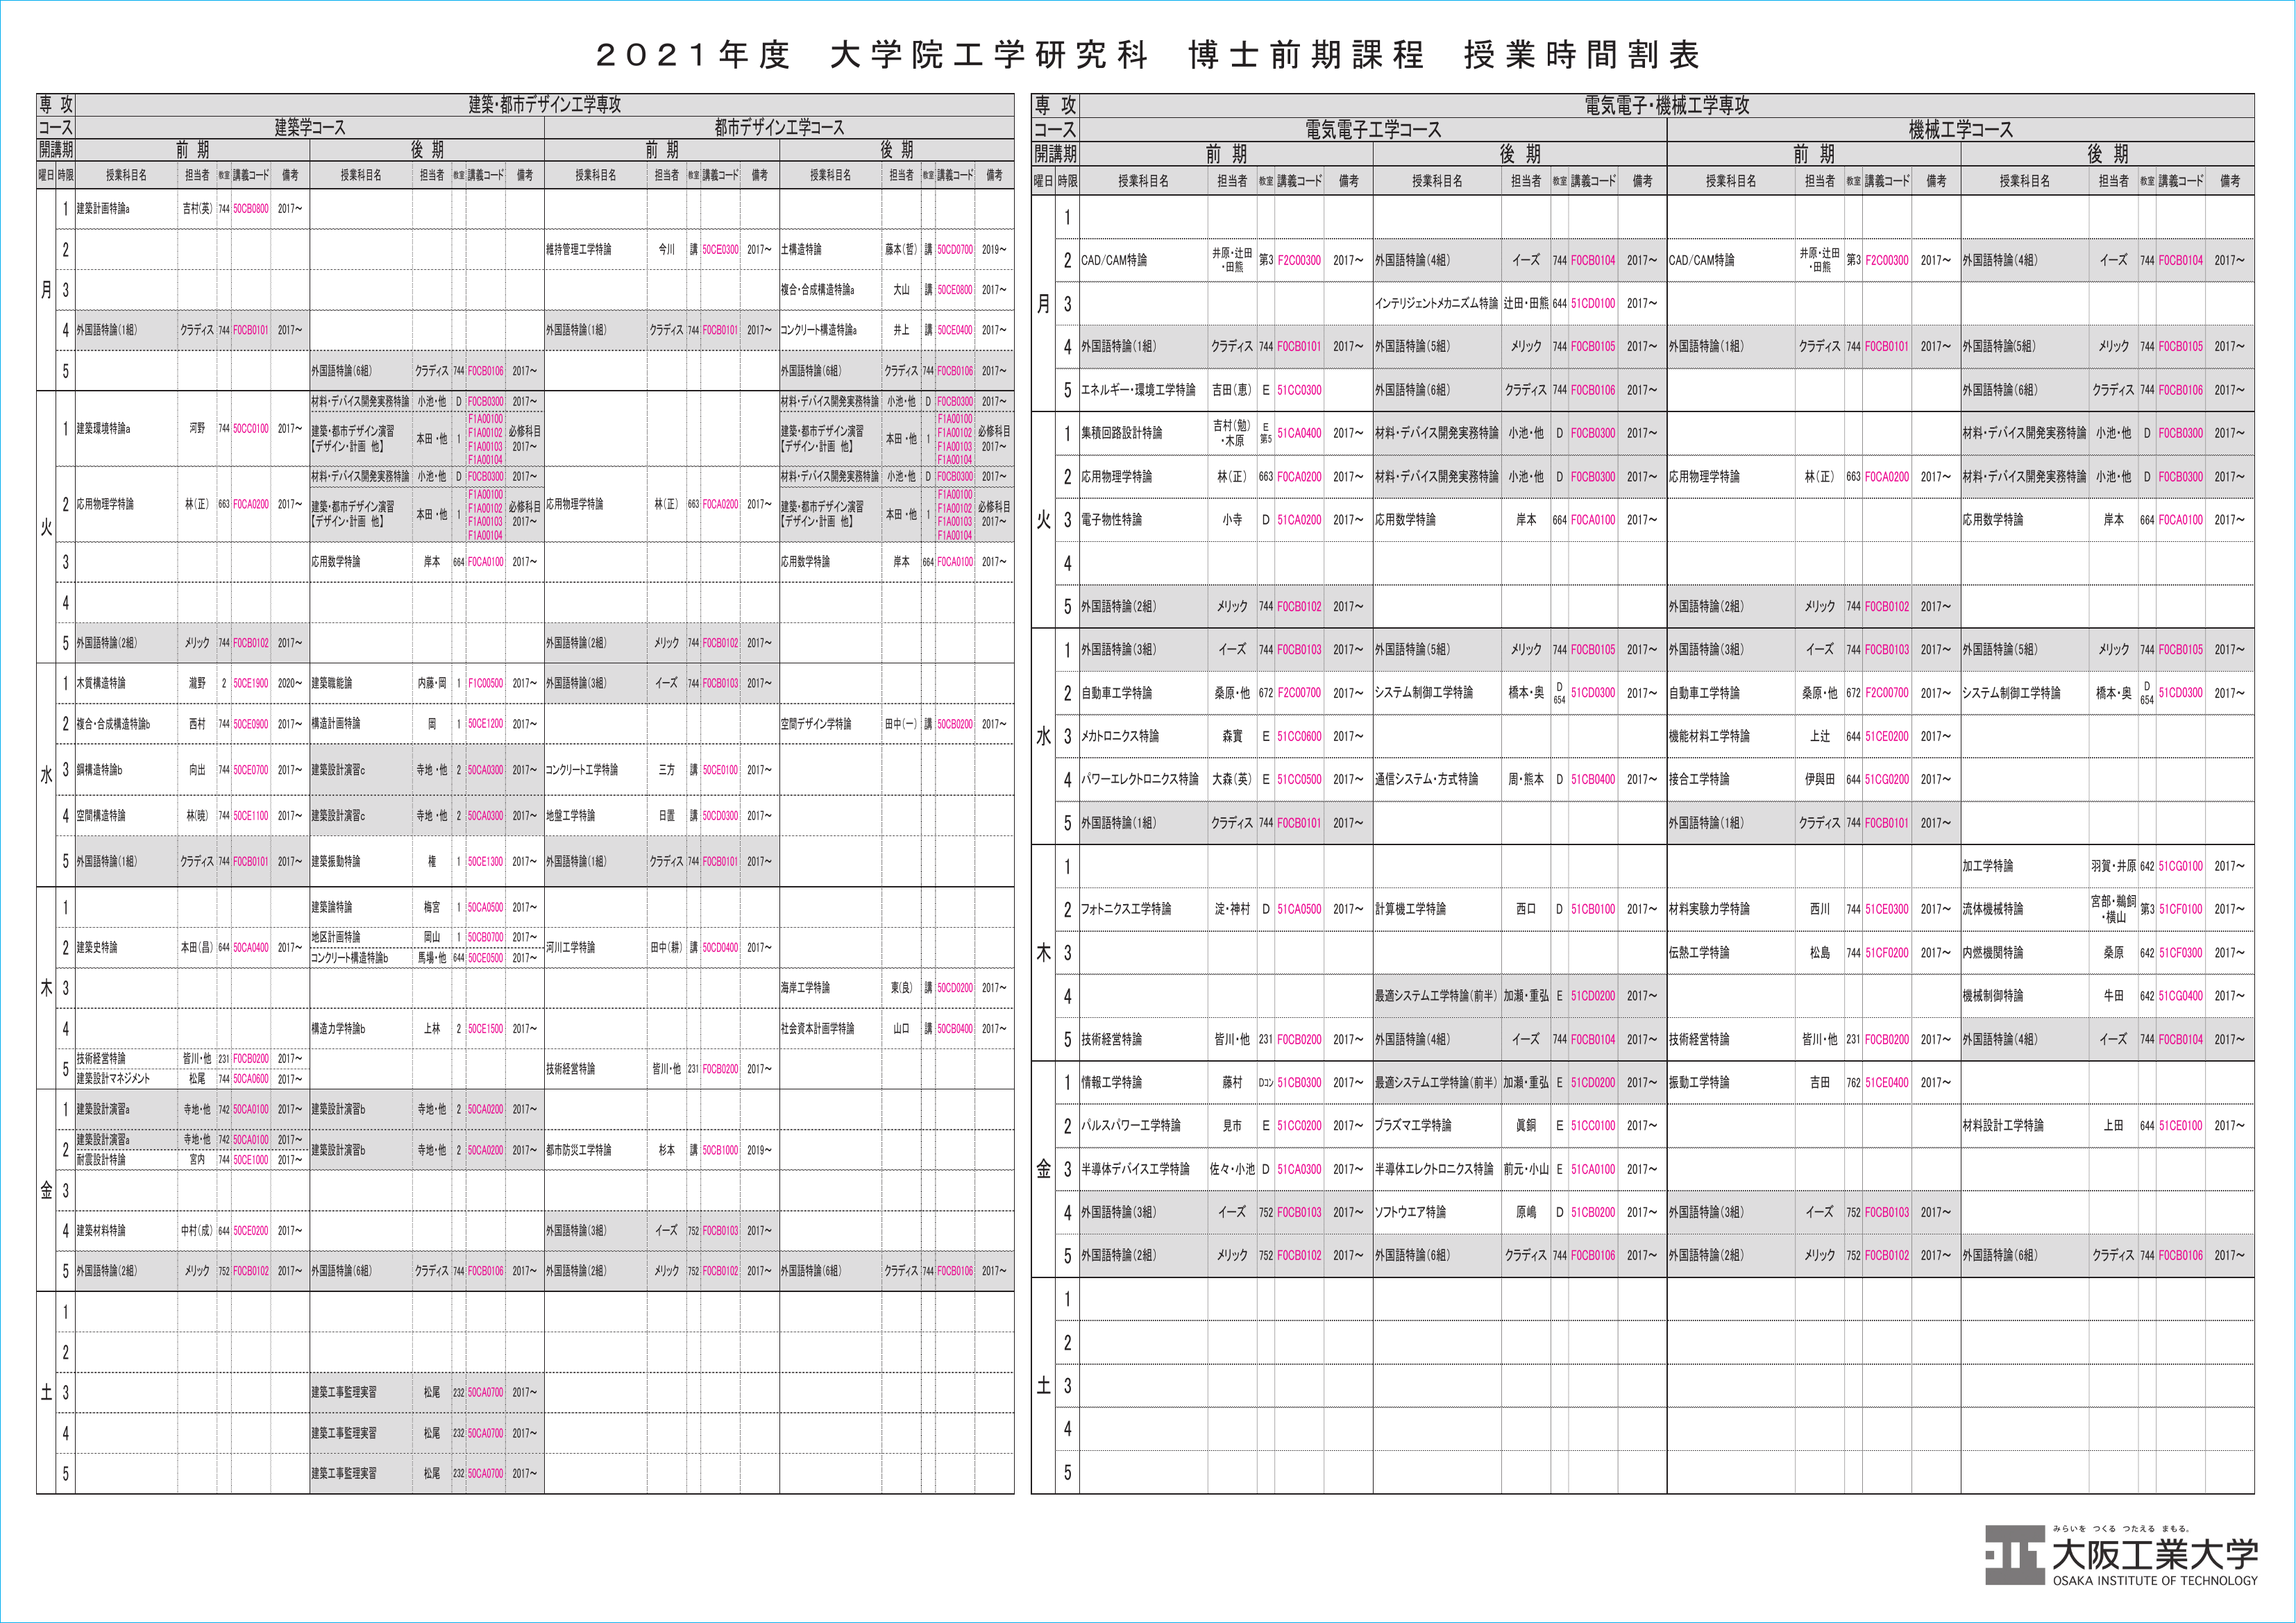 2021年度　大学院工学研究科　博士前期課程　授業時間割表
専 攻 建築・都市デザイン工学専攻
コース 建築学コース 都市デザイン工学コース
開講期 前 期 後 期 前 期 後 期
曜日 時限 授業科目名 担当者 教室 講義コード 備考 授業科目名 担当者 教室 講義コード 備考 授業科目名 担当者 教室 講義コード 備考 授業科目名 担当者 教室 講義コード 備考
月
1 建築計画特論a 吉村(英) 744 50CB0800 2017～
2 維持管理工学特論 今川 講 50CE0300 2017～ 土構造特論 藤本(哲) 講 50CD0700 2019～
3 複合・合成構造特論a 大山 講 50CE0800 2017～
4 外国語特論(1組) クラディス 744 F0CB0101 2017～ 外国語特論(1組) クラディス 744 F0CB0101 2017～ コンクリート構造特論a 井上 講 50CE0400 2017～
5 外国語特論(6組) クラディス 744 F0CB0106 2017～ 外国語特論(6組) クラディス 744 F0CB0106 2017～
火
材料・デバイス開発実務特論 小池・他 D F0CB0300 2017～ 材料・デバイス開発実務特論 小池・他 D F0CB0300 2017～
1 建築環境特論a 河野 744 50CC0100 2017～ 建築・都市デザイン演習【デザイン・計画 他】 本田・他 1 F1A00100 F1A00102 F1A00103 F1A00104 必修科目 2017～ 建築・都市デザイン演習【デザイン・計画 他】 本田・他 1 F1A00100 F1A00102 F1A00103 F1A00104 必修科目 2017～
材料・デバイス開発実務特論 小池・他 D F0CB0300 2017～ 材料・デバイス開発実務特論 小池・他 D F0CB0300 2017～
2 応用物理学特論 林(正) 663 F0CA0200 2017～ 建築・都市デザイン演習【デザイン・計画 他】 本田・他 1 F1A00100 F1A00102 F1A00103 F1A00104 必修科目 2017～ 応用物理学特論 林(正) 663 F0CA0200 2017～ 建築・都市デザイン演習【デザイン・計画 他】 本田・他 1 F1A00100 F1A00102 F1A00103 F1A00104 必修科目 2017～
3 応用数学特論 岸本 664 F0CA0100 2017～ 応用数学特論 岸本 664 F0CA0100 2017～
4
5 外国語特論(2組) メリック 744 F0CB0102 2017～ 外国語特論(2組) メリック 744 F0CB0102 2017～
水
1 木質構造特論 瀧野 2 50CE1900 2020～ 建築職能論 内藤・岡 1 F1C00500 2017～ 外国語特論(3組) イーズ 744 F0CB0103 2017～
2 複合・合成構造特論b 西村 744 50CE0900 2017～ 構造計画特論 岡 1 50CE1200 2017～ 空間デザイン学特論 田中(一) 講 50CB0200 2017～
3 鋼構造特論b 向出 744 50CE0700 2017～ 建築設計演習c 寺地・他 2 50CA0300 2017～ コンクリート工学特論 三方 講 50CE0100 2017～
4 空間構造特論 林(暁) 744 50CE1100 2017～ 建築設計演習c 寺地・他 2 50CA0300 2017～ 地盤工学特論 日置 講 50CD0300 2017～
5 外国語特論(1組) クラディス 744 F0CB0101 2017～ 建築振動特論 権 1 50CE1300 2017～ 外国語特論(1組) クラディス 744 F0CB0101 2017～
木
1 建築論特論 梅宮 1 50CA0500 2017～
2 建築史特論 本田(昌) 644 50CA0400 2017～ 地区計画特論 岡山 1 50CB0700 2017～ 河川工学特論 田中(耕) 講 50CD0400 2017～
コンクリート構造特論b 馬場・他 644 50CE0500 2017～
3 海岸工学特論 東(良) 講 50CD0200 2017～
4 構造力学特論b 上林 2 50CE1500 2017～ 社会資本計画学特論 山口 講 50CB0400 2017～
5 技術経営特論 皆川・他 231 F0CB0200 2017～ 技術経営特論 皆川・他 231 F0CB0200 2017～
建築設計マネジメント 松尾 744 50CA0600 2017～
金
1 建築設計演習a 寺地・他 742 50CA0100 2017～ 建築設計演習b 寺地・他 2 50CA0200 2017～
2 建築設計演習a 寺地・他 742 50CA0100 2017～ 建築設計演習b 寺地・他 2 50CA0200 2017～ 都市防災工学特論 杉本 講 50CB1000 2019～
耐震設計特論 宮内 744 50CE1000 2017～
3
4 建築材料特論 中村(成) 644 50CE0200 2017～ 外国語特論(3組) イーズ 752 F0CB0103 2017～
5 外国語特論(2組) メリック 752 F0CB0102 2017～ 外国語特論(6組) クラディス 744 F0CB0106 2017～ 外国語特論(2組) メリック 752 F0CB0102 2017～ 外国語特論(6組) クラディス 744 F0CB0106 2017～
土
1
2
3 建築工事監理実習 松尾 232 50CA0700 2017～
4 建築工事監理実習 松尾 232 50CA0700 2017～
5 建築工事監理実習 松尾 232 50CA0700 2017～
専 攻 電気電子・機械工学専攻
コース 電気電子工学コース 機械工学コース
開講期 前 期 後 期 前 期 後 期
曜日 時限 授業科目名 担当者 教室 講義コード 備考 授業科目名 担当者 教室 講義コード 備考 授業科目名 担当者 教室 講義コード 備考 授業科目名 担当者 教室 講義コード 備考
月
1
2 CAD/CAM特論 井原・辻田・田熊 第3 F2C00300 2017～ 外国語特論(4組) イーズ 744 F0CB0104 2017～ CAD/CAM特論 井原・辻田・田熊 第3 F2C00300 2017～ 外国語特論(4組) イーズ 744 F0CB0104 2017～
3 インテリジェントメカニズム特論 辻田・田熊 644 51CD0100 2017～
4 外国語特論(1組) クラディス 744 F0CB0101 2017～ 外国語特論(5組) メリック 744 F0CB0105 2017～ 外国語特論(1組) クラディス 744 F0CB0101 2017～ 外国語特論(5組) メリック 744 F0CB0105 2017～
5 エネルギー・環境工学特論 吉田(恵) E 51CC0300 外国語特論(6組) クラディス 744 F0CB0106 2017～ 外国語特論(6組) クラディス 744 F0CB0106 2017～
火
1 集積回路設計特論 吉村(勉)・木原 E 第5 51CA0400 2017～ 材料・デバイス開発実務特論 小池・他 D F0CB0300 2017～ 材料・デバイス開発実務特論 小池・他 D F0CB0300 2017～
2 応用物理学特論 林(正) 663 F0CA0200 2017～ 材料・デバイス開発実務特論 小池・他 D F0CB0300 2017～ 応用物理学特論 林(正) 663 F0CA0200 2017～ 材料・デバイス開発実務特論 小池・他 D F0CB0300 2017～
3 電子物性特論 小寺 D 51CA0200 2017～ 応用数学特論 岸本 664 F0CA0100 2017～ 応用数学特論 岸本 664 F0CA0100 2017～
4
5 外国語特論(2組) メリック 744 F0CB0102 2017～ 外国語特論(2組) メリック 744 F0CB0102 2017～
水
1 外国語特論(3組) イーズ 744 F0CB0103 2017～ 外国語特論(5組) メリック 744 F0CB0105 2017～ 外国語特論(3組) イーズ 744 F0CB0103 2017～ 外国語特論(5組) メリック 744 F0CB0105 2017～
2 自動車工学特論 桑原・他 672 F2C00700 2017～ システム制御工学特論 橋本・奥 D 654 51CD0300 2017～ 自動車工学特論 桑原・他 672 F2C00700 2017～ システム制御工学特論 橋本・奥 D 654 51CD0300 2017～
3 メカトロニクス特論 森實 E 51CC0600 2017～ 機能材料工学特論 上辻 644 51CE0200 2017～
4 パワーエレクトロニクス特論 大森(英) E 51CC0500 2017～ 通信システム・方式特論 周・熊本 D 51CB0400 2017～ 接合工学特論 伊與田 644 51CG0200 2017～
5 外国語特論(1組) クラディス 744 F0CB0101 2017～ 外国語特論(1組) クラディス 744 F0CB0101 2017～
木
1 加工学特論 羽賀・井原 642 51CG0100 2017～
2 フォトニクス工学特論 淀・神村 D 51CA0500 2017～ 計算機工学特論 西口 D 51CB0100 2017～ 材料実験力学特論 西川 744 51CE0300 2017～ 流体機械特論 宮部・鵜飼・横山 第3 51CF0100 2017～
3 伝熱工学特論 松島 744 51CF0200 2017～ 内燃機関特論 桑原 642 51CF0300 2017～
4 最適システム工学特論(前半) 加瀬・重弘 E 51CD0200 2017～ 機械制御特論 牛田 642 51CG0400 2017～
5 技術経営特論 皆川・他 231 F0CB0200 2017～ 外国語特論(4組) イーズ 744 F0CB0104 2017～ 技術経営特論 皆川・他 231 F0CB0200 2017～ 外国語特論(4組) イーズ 744 F0CB0104 2017～
金
1 情報工学特論 藤村 Dコン 51CB0300 2017～ 最適システム工学特論(前半) 加瀬・重弘 E 51CD0200 2017～ 振動工学特論 吉田 762 51CE0400 2017～
2 パルスパワー工学特論 見市 E 51CC0200 2017～ プラズマ工学特論 眞銅 E 51CC0100 2017～ 材料設計工学特論 上田 644 51CE0100 2017～
3 半導体デバイス工学特論 佐々・小池 D 51CA0300 2017～ 半導体エレクトロニクス特論 前元・小山 E 51CA0100 2017～
4 外国語特論(3組) イーズ 752 F0CB0103 2017～ ソフトウエア特論 原嶋 D 51CB0200 2017～ 外国語特論(3組) イーズ 752 F0CB0103 2017～
5 外国語特論(2組) メリック 752 F0CB0102 2017～ 外国語特論(6組) クラディス 744 F0CB0106 2017～ 外国語特論(2組) メリック 752 F0CB0102 2017～ 外国語特論(6組) クラディス 744 F0CB0106 2017～
土
1
2
3
4
5
みらいを つくる つたえる まもる。
大阪工業大学
OSAKA INSTITUTE OF TECHNOLOGY